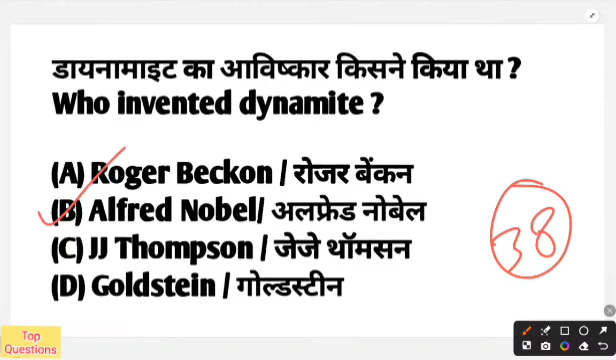 डायनामाइट का आविष्कार किसने किया था ?
Who invented dynamite ?
(A) Roger Beckon / रोजर बेंकन
(B) Alfred Nobel/ अलफ्रेड नोबेल
(C) JJ Thompson / जेजे थॉमसन
(D) Goldstein / गोल्डस्टीन
38
Top
Questions